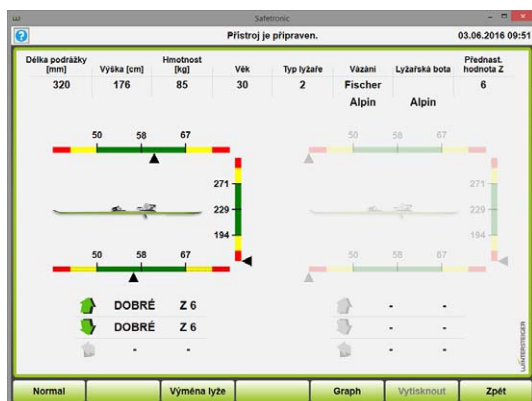 Safetronic
Přístroj je připraven.
03.06.2016 09:51
Délka podrážky [mm] Výška [cm] Hmotnost [kg] Věk Typ lyžaře Vázání Lyžařská bota Přednast. hodnota Z
320 176 85 30 2 Fischer 6
Alpin Alpin
50 58 67 50 58 67
271 271
229 229
194 194
50 58 67 50 58 67
DOBRÉ Z 6 - -
DOBRÉ Z 6 - -
- - - -
WINTERSTEIGER
Normal Výměna lyže Graph Vytisknout Zpět